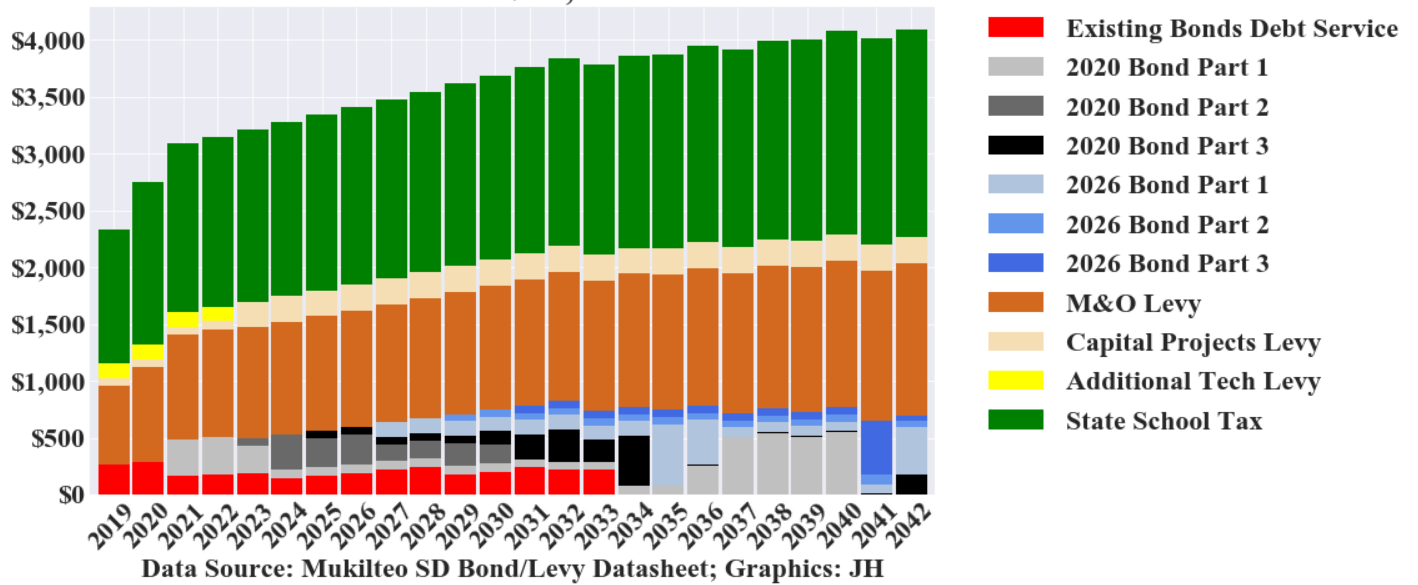 $4,000
$3,500
$3,000
$2,500
$2,000
$1,500
$1,000
$500
$0
2019
2020
2021
2022
2023
2024
2025
2026
2027
2028
2029
2030
2031
2032
2033
2034
2035
2036
2037
2038
2039
2040
2041
2042
Data Source: Mukilteo SD Bond/Levy Dataset; Graphics: JH
Existing Bonds Debt Service
2020 Bond Part 1
2020 Bond Part 2
2020 Bond Part 3
2026 Bond Part 1
2026 Bond Part 2
2026 Bond Part 3
M&O Levy
Capital Projects Levy
Additional Tech Levy
State School Tax